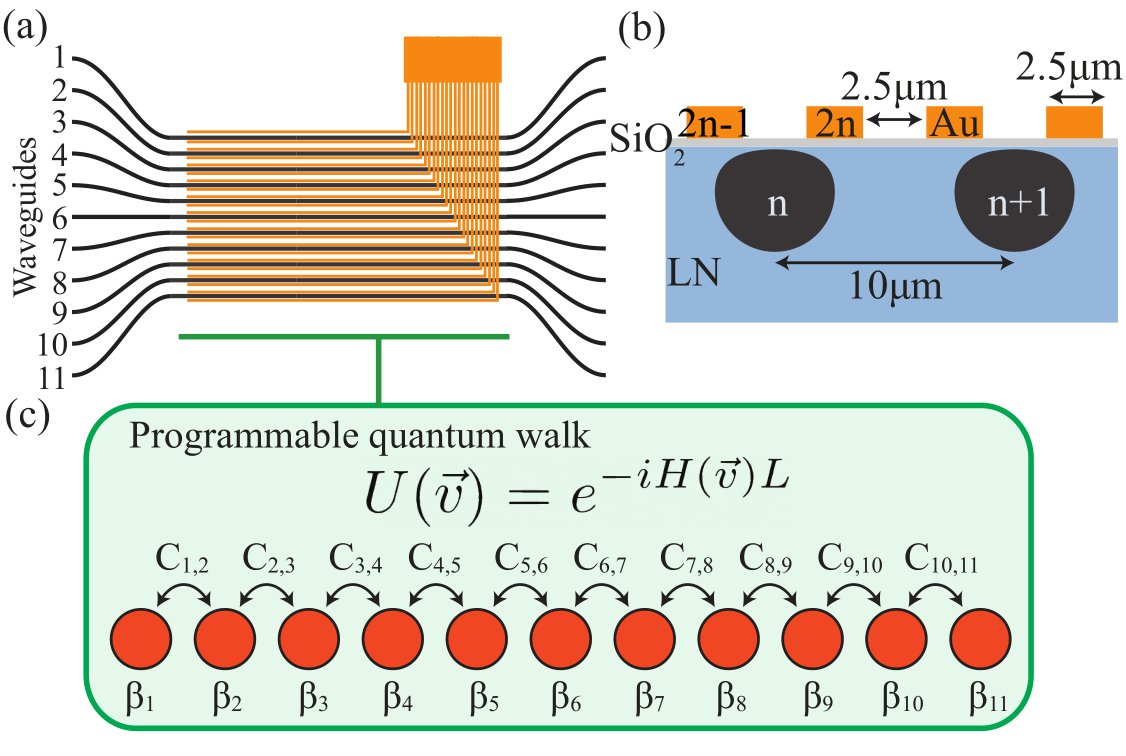 (a)
1
2
3
4
5
6
7
8
9
10
11
Waveguides
(b)
2.5μm
2.5μm
2n-1 2n Au
SiO2
n n+1
LN
10μm
(c)
Programmable quantum walk
U(v⃗) = e^{-iH(v⃗)L}
C1,2 C2,3 C3,4 C4,5 C5,6 C6,7 C7,8 C8,9 C9,10 C10,11
β1 β2 β3 β4 β5 β6 β7 β8 β9 β10 β11